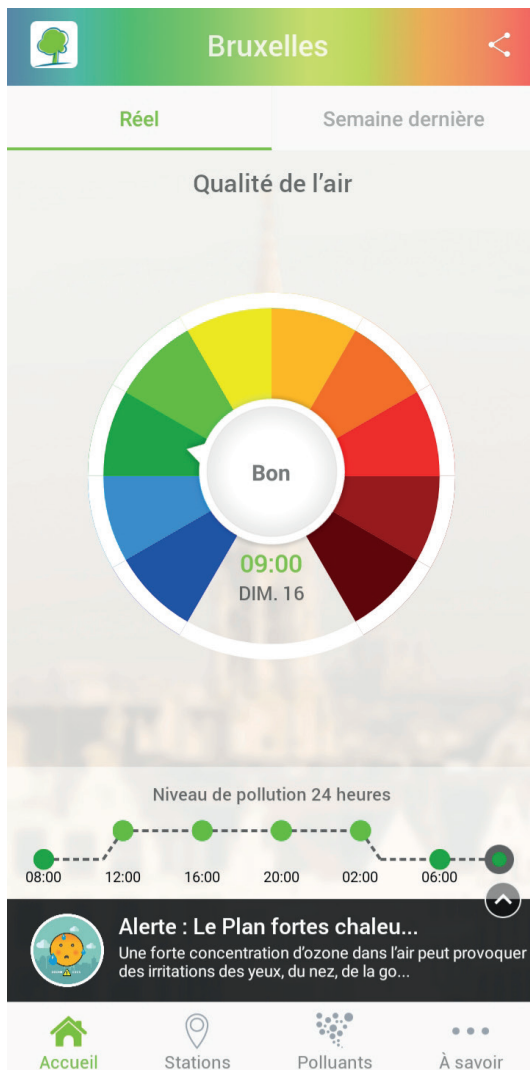 Bruxelles
Réel
Semaine dernière
Qualité de l'air
Bon
09:00
DIM. 16
Niveau de pollution 24 heures
08:00 12:00 16:00 20:00 02:00 06:00
Alerte : Le Plan fortes chaleu...
Une forte concentration d'ozone dans l'air peut provoquer
des irritations des yeux, du nez, de la go...
Accueil
Stations
Polluants
À savoir